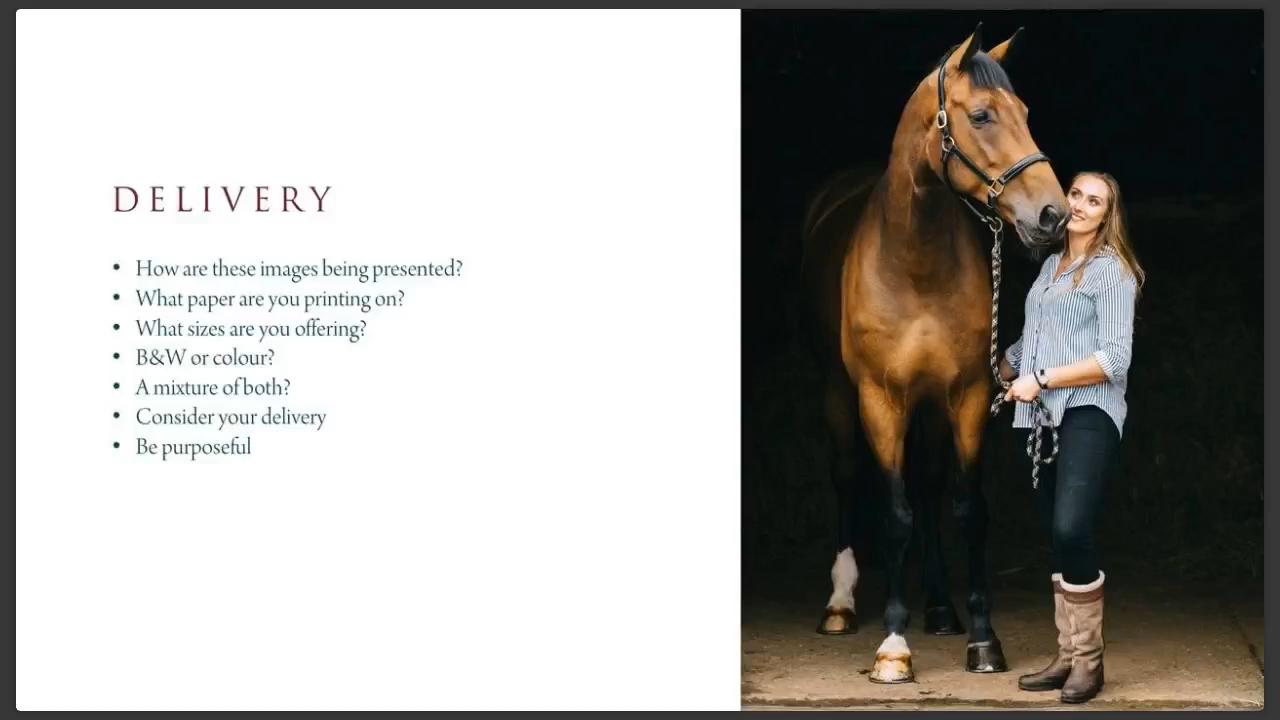 DELIVERY
• How are these images being presented?
• What paper are you printing on?
• What sizes are you offering?
• B&W or colour?
• A mixture of both?
• Consider your delivery
• Be purposeful